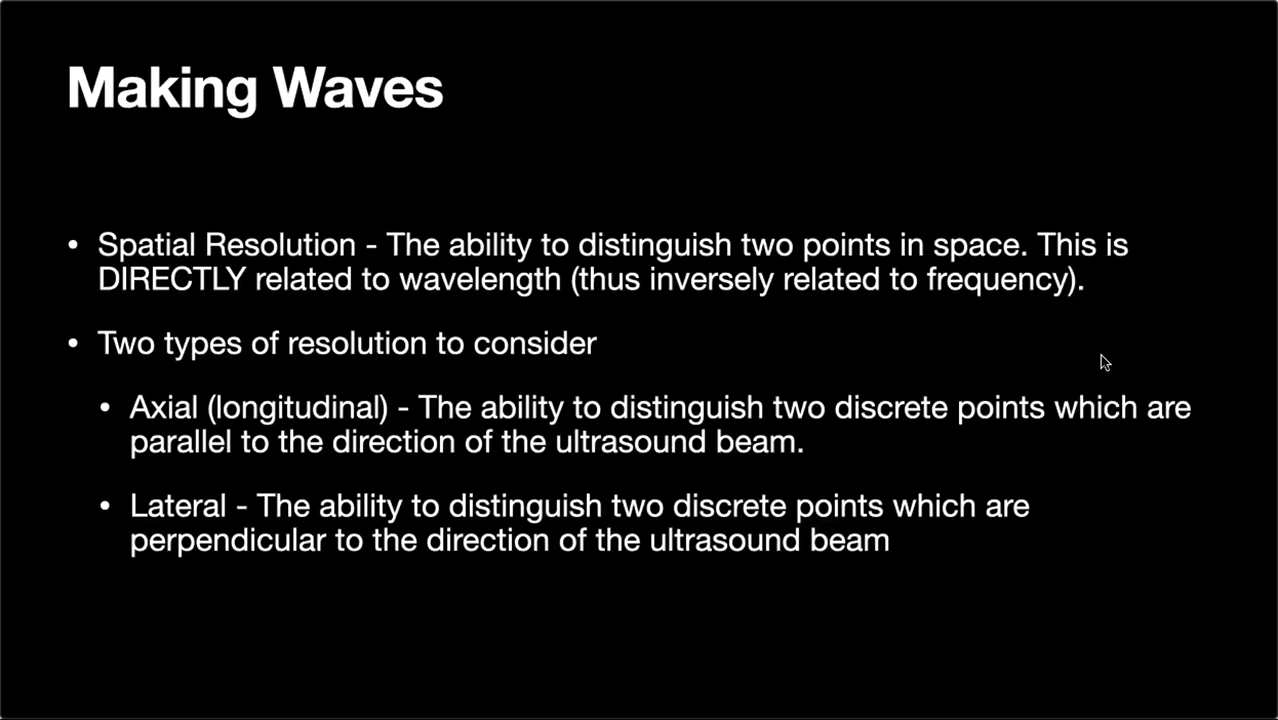 Making Waves
• Spatial Resolution - The ability to distinguish two points in space. This is
DIRECTLY related to wavelength (thus inversely related to frequency).
• Two types of resolution to consider
• Axial (longitudinal) - The ability to distinguish two discrete points which are
parallel to the direction of the ultrasound beam.
• Lateral - The ability to distinguish two discrete points which are
perpendicular to the direction of the ultrasound beam